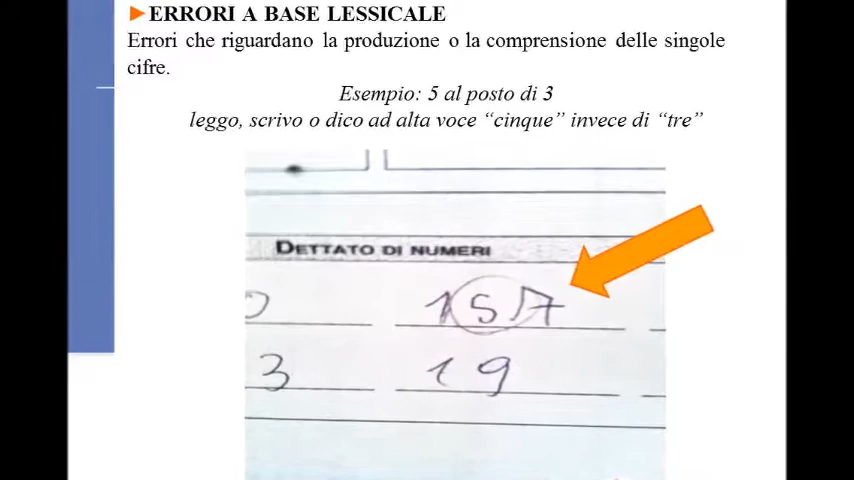 ►ERRORI A BASE LESSICALE
Errori che riguardano la produzione o la comprensione delle singole
cifre.
Esempio: 5 al posto di 3
leggo, scrivo o dico ad alta voce “cinque” invece di “tre”
DETTATO DI NUMERI
0 157
3 19